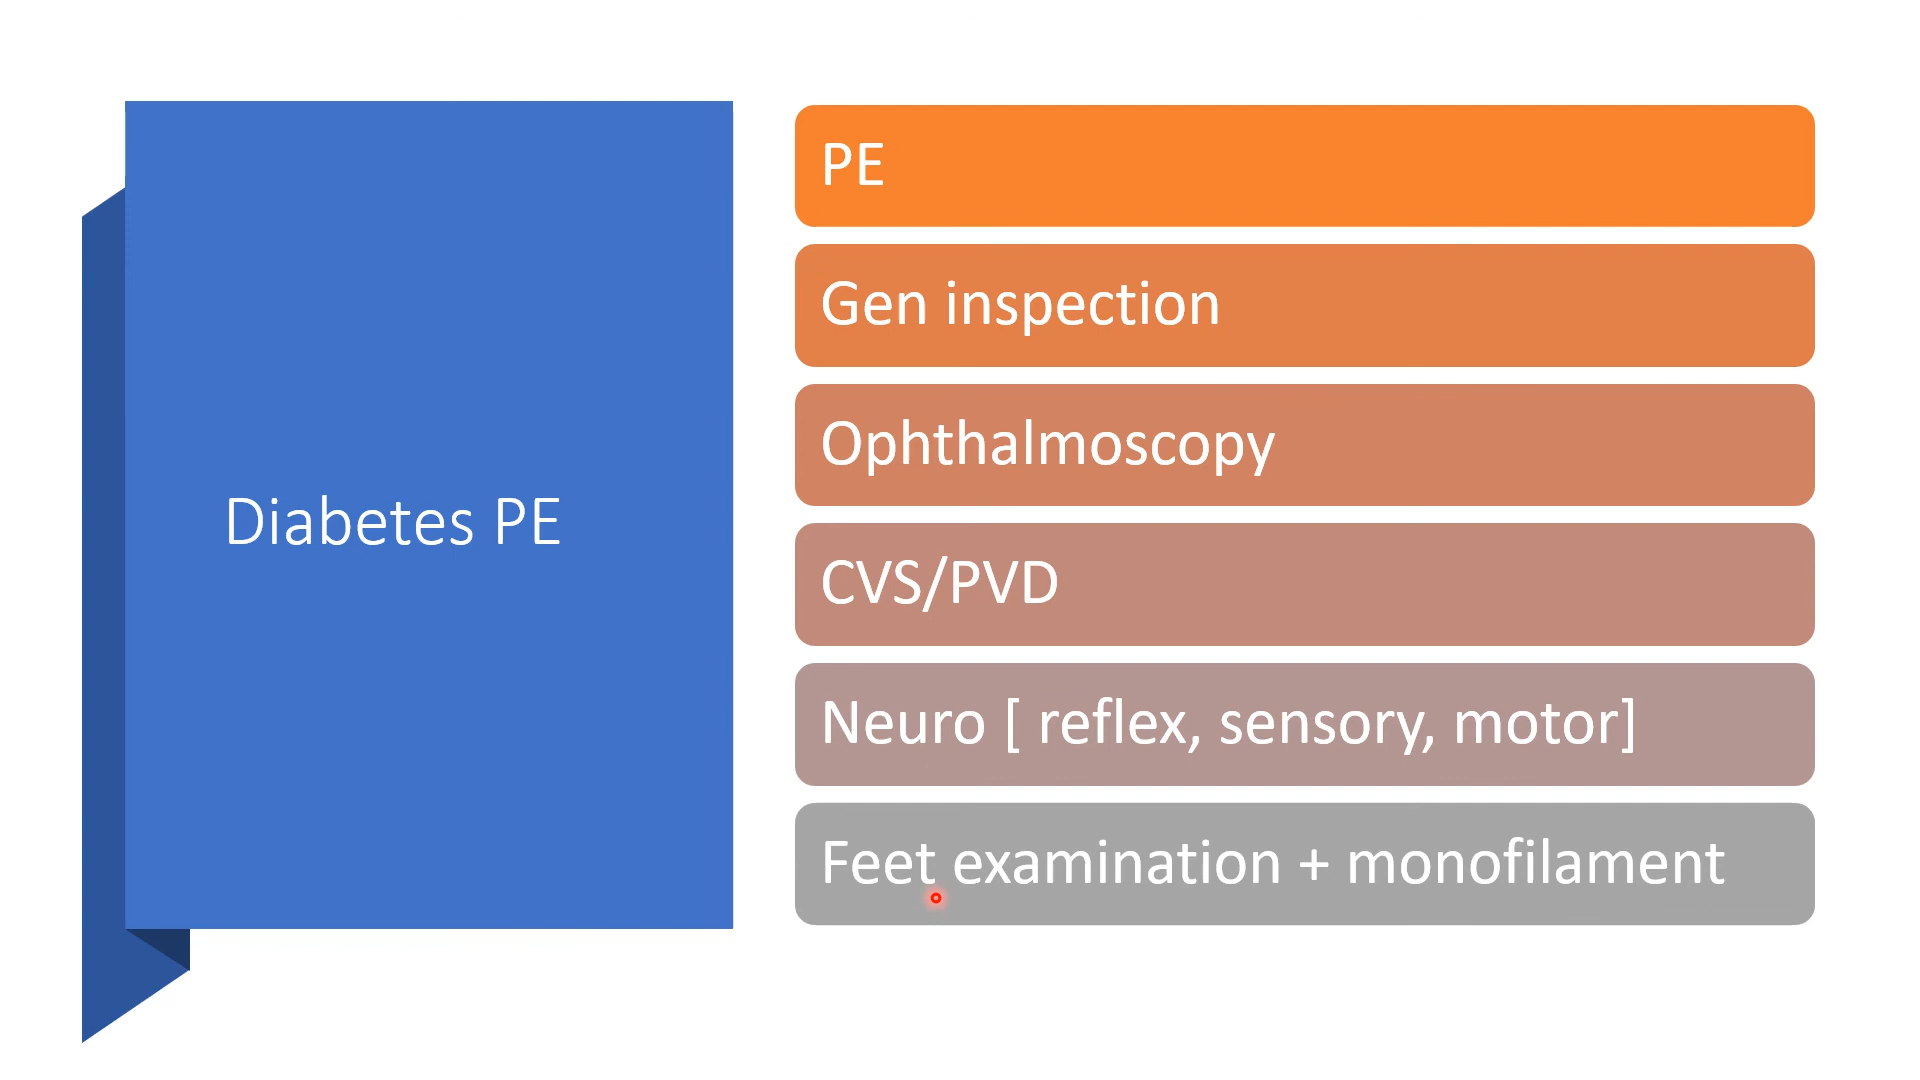 Diabetes PE
PE
Gen inspection
Ophthalmoscopy
CVS/PVD
Neuro [ reflex, sensory, motor]
Feet examination + monofilament